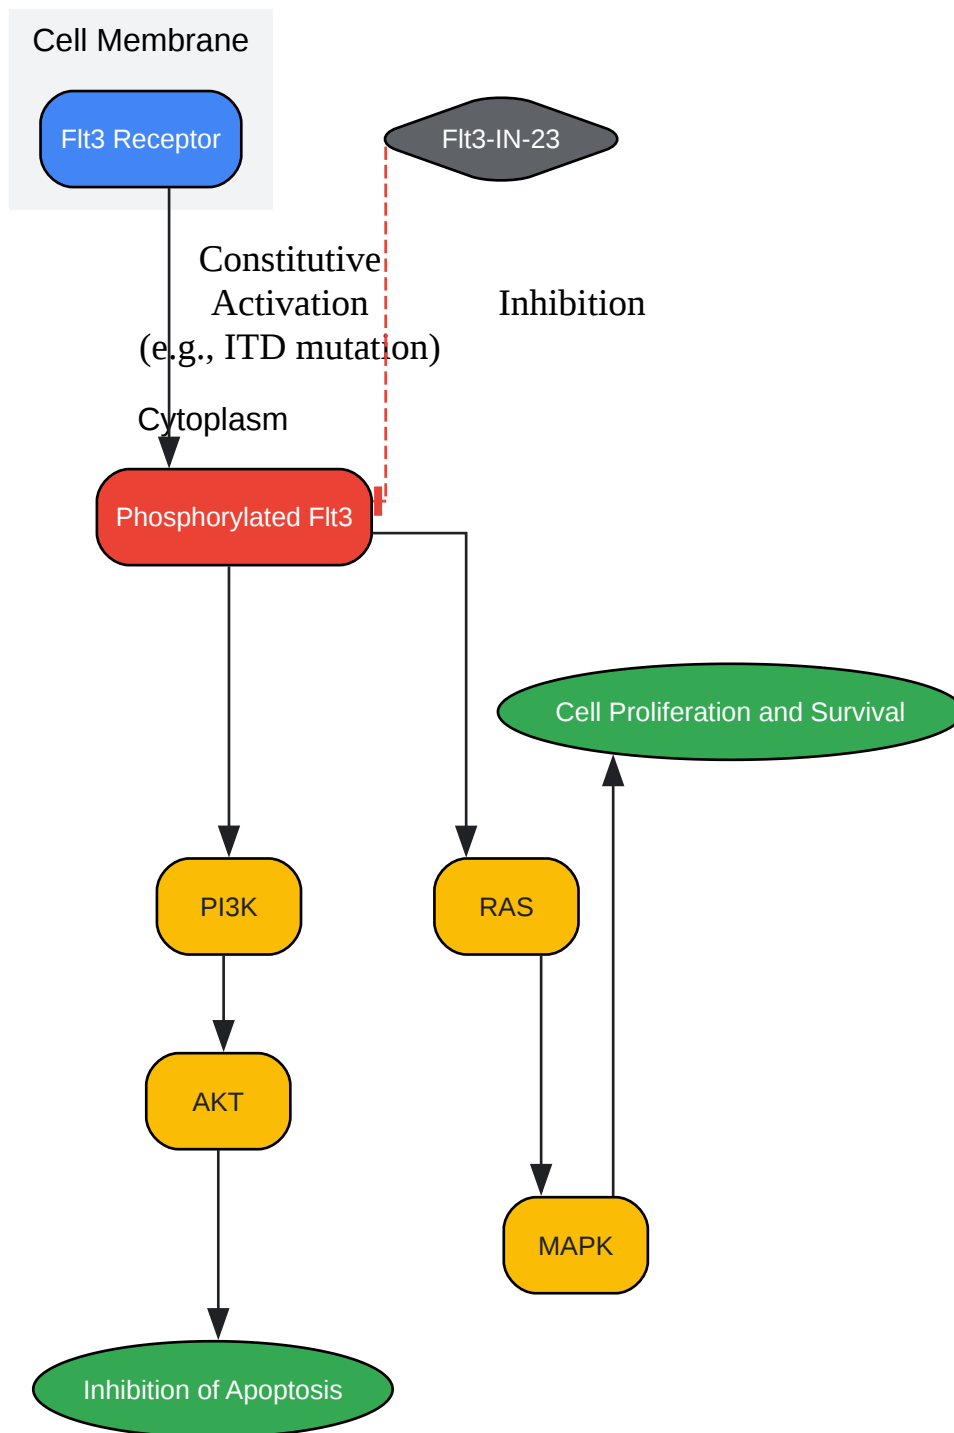 Cell Membrane
Flt3 Receptor
Flt3-IN-23
Constitutive
Activation
(e.g., ITD mutation)
Inhibition
Cytoplasm
Phosphorylated Flt3
Cell Proliferation and Survival
PI3K
RAS
AKT
MAPK
Inhibition of Apoptosis